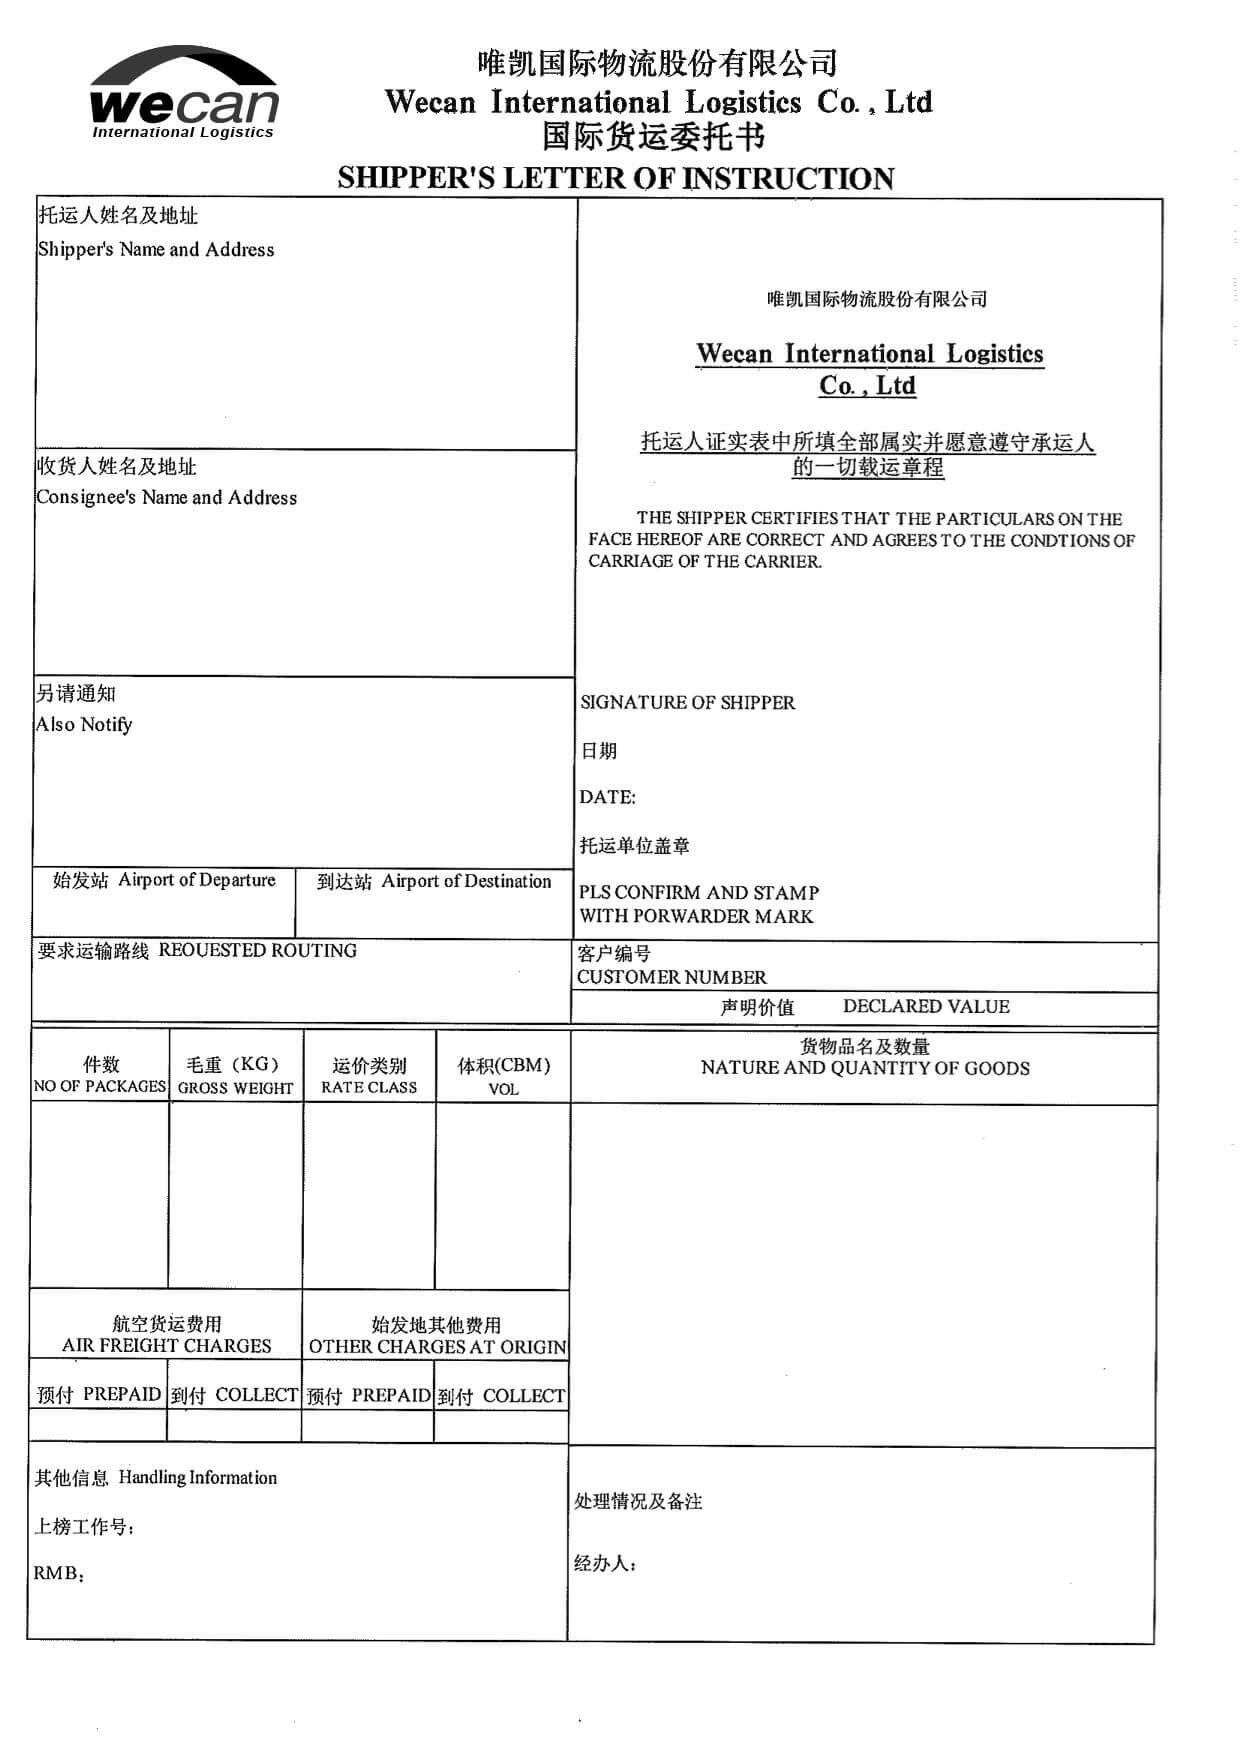 wecan
International Logistics
唯凯国际物流股份有限公司
Wecan International Logistics Co., Ltd
国际货运委托书
SHIPPER'S LETTER OF INSTRUCTION
托运人姓名及地址
Shipper's Name and Address
唯凯国际物流股份有限公司
Wecan International Logistics
Co., Ltd
托运人证实表中所填全部属实并愿意遵守承运人
的一切载运章程
THE SHIPPER CERTIFIES THAT THE PARTICULARS ON THE
FACE HEREOF ARE CORRECT AND AGREES TO THE CONDTIONS OF
CARRIAGE OF THE CARRIER.
收货人姓名及地址
Consignee's Name and Address
另请通知
Also Notify
SIGNATURE OF SHIPPER
日期
DATE:
托运单位盖章
PLS CONFIRM AND STAMP
WITH PORWARDER MARK
始发站 Airport of Departure
到达站 Airport of Destination
要求运输路线 REOUESTED ROUTING
客户编号
CUSTOMER NUMBER
声明价值 DECLARED VALUE
件数
NO OF PACKAGES
毛重（KG）
GROSS WEIGHT
运价类别
RATE CLASS
体积(CBM)
VOL
货物品名及数量
NATURE AND QUANTITY OF GOODS
航空货运费用
AIR FREIGHT CHARGES
始发地其他费用
OTHER CHARGES AT ORIGIN
预付 PREPAID
到付 COLLECT
预付 PREPAID
到付 COLLECT
其他信息 Handling Information
上榜工作号：
RMB：
处理情况及备注
经办人：